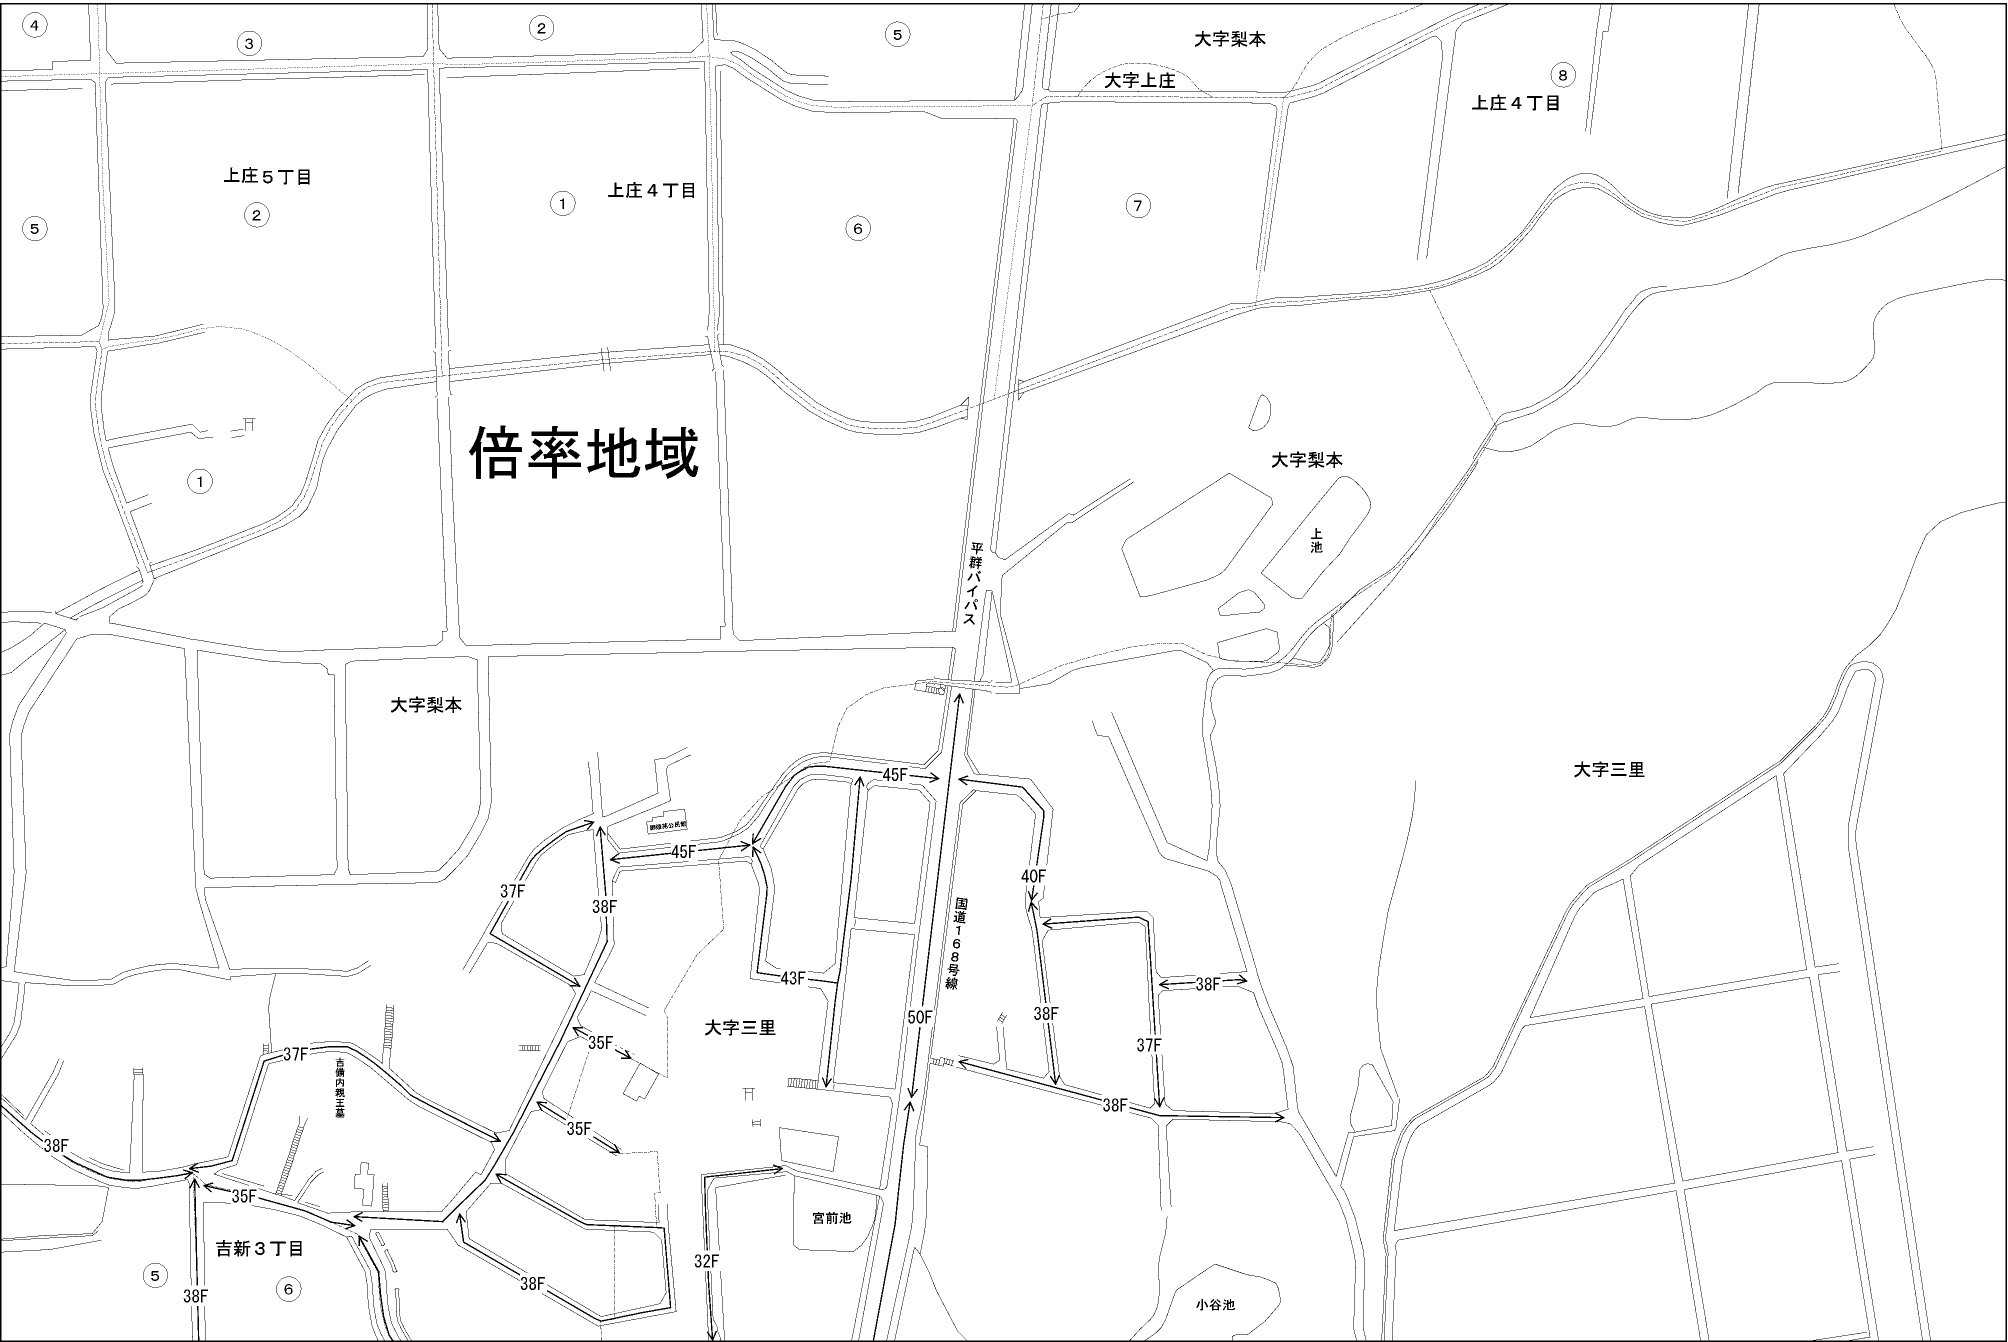 ④
③
②
⑤
大字梨本
大字上庄
⑧
上庄４丁目
上庄５丁目
②
①
上庄４丁目
⑤
⑥
⑦
倍率地域
①
大字梨本
上池
平群バイパス
大字梨本
大字三里
45F
45F
37F
38F
40F
国道１６８号線
43F
38F
大字三里
50F
38F
35F
37F
37F
吉備内親王墓
38F
35F
38F
35F
宮前池
吉新３丁目
32F
⑤
⑥
38F
38F
小谷池